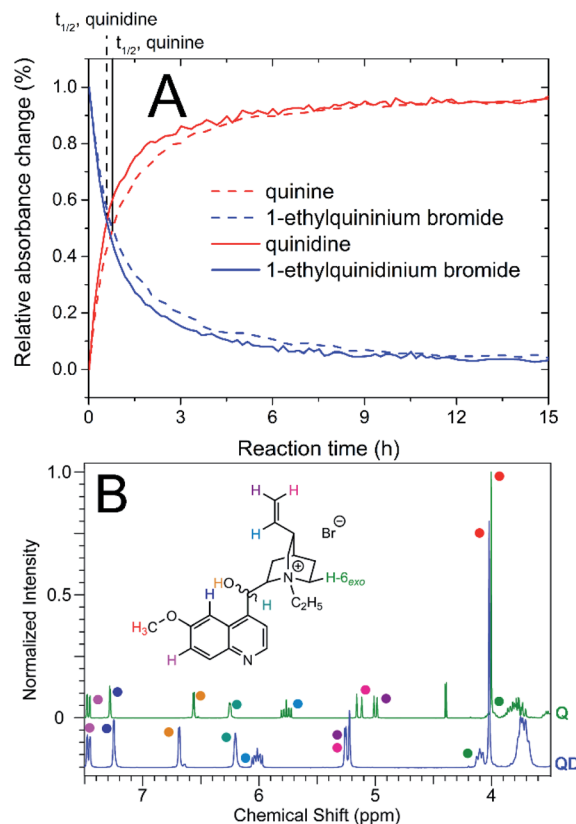 t1/2, quinidine
t1/2, quinine
A
Relative absorbance change (%)
1.0
0.8
0.6
0.4
0.2
0.0
quinine
1-ethylquininium bromide
quinidine
1-ethylquinidinium bromide
0 3 6 9 12 15
Reaction time (h)
B
Normalized Intensity
1.0
0.5
0
H H
H
Br⊖
HO H
H
N⊕
H-6exo
C2H5
O
H3C
H
N
Q
QD
7 6 5 4
Chemical Shift (ppm)